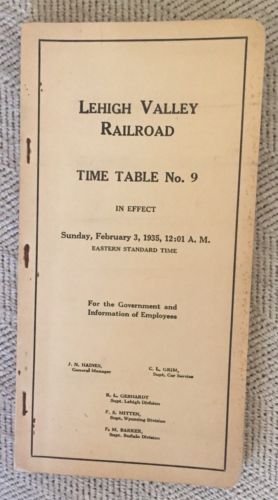 LEHIGH VALLEY
RAILROAD
TIME TABLE No. 9
IN EFFECT
Sunday, February 3, 1935, 12:01 A. M.
EASTERN STANDARD TIME
For the Government and
Information of Employees
J. N. HAINES,
General Manager
C. L. GRIM,
Supt. Car Service
R. L. GEBHARDT
Supt. Lehigh Division
F. S. MITTEN,
Supt. Wyoming Division
F. M. BARKER,
Supt. Buffalo Division